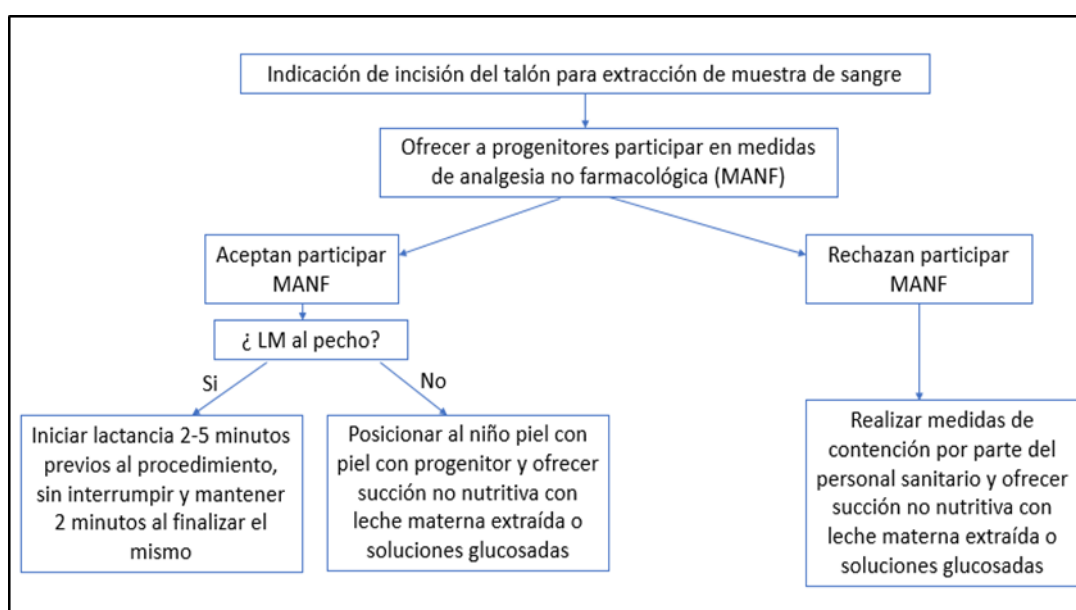 Indicación de incisión del talón para extracción de muestra de sangre
Ofrecer a progenitores participar en medidas
de analgesia no farmacológica (MANF)
Aceptan participar
MANF
Rechazan participar
MANF
¿ LM al pecho?
Si
No
Iniciar lactancia 2-5 minutos
previos al procedimiento,
sin interrumpir y mantener
2 minutos al finalizar el
mismo
Posicionar al niño piel con
piel con progenitor y ofrecer
succión no nutritiva con
leche materna extraída o
soluciones glucosadas
Realizar medidas de
contención por parte del
personal sanitario y ofrecer
succión no nutritiva con
leche materna extraída o
soluciones glucosadas